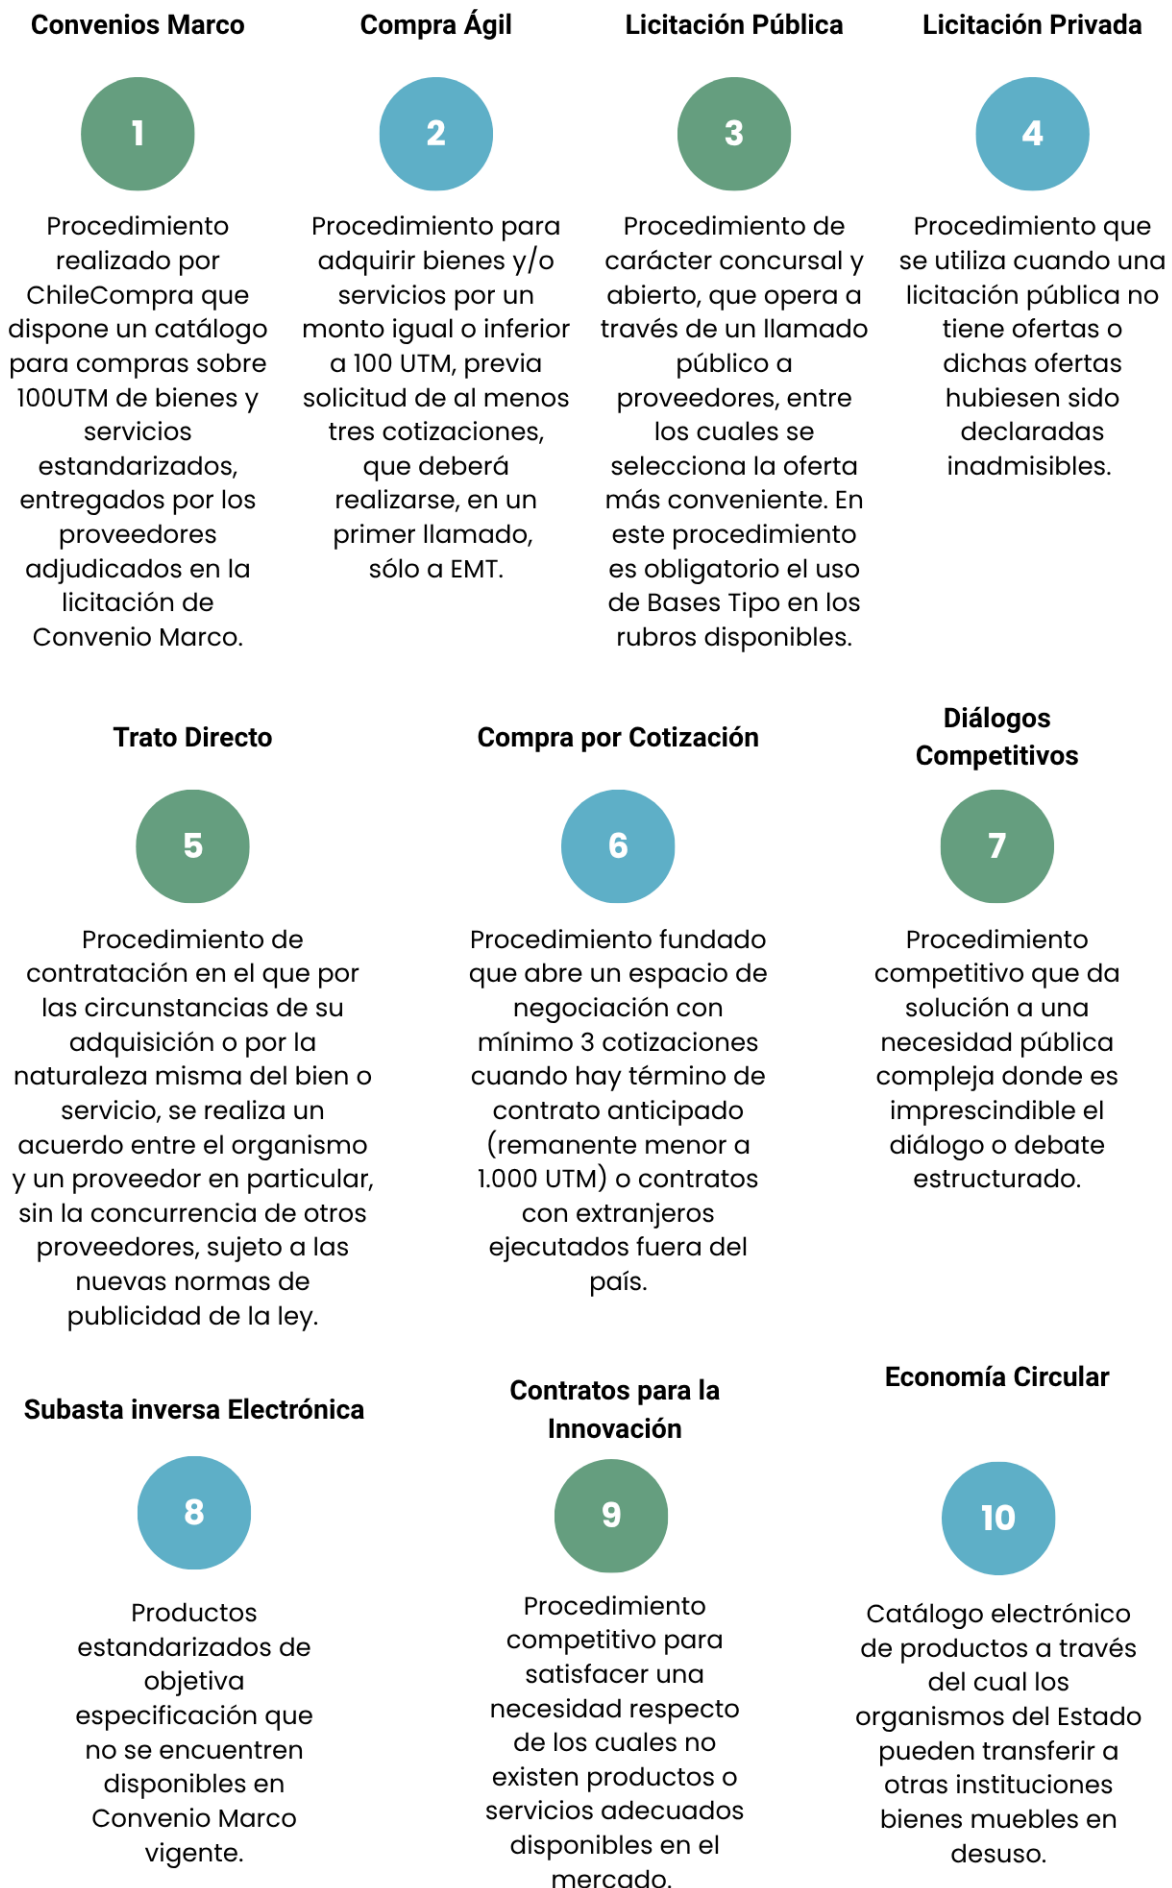 Convenios Marco
1
Procedimiento
realizado por
ChileCompra que
dispone un catálogo
para compras sobre
100UTM de bienes y
servicios
estandarizados,
entregados por los
proveedores
adjudicados en la
licitación de
Convenio Marco.
Compra Ágil
2
Procedimiento para
adquirir bienes y/o
servicios por un
monto igual o inferior
a 100 UTM, previa
solicitud de al menos
tres cotizaciones,
que deberá
realizarse, en un
primer llamado,
sólo a EMT.
Licitación Pública
3
Procedimiento de
carácter concursal y
abierto, que opera a
través de un llamado
público a
proveedores, entre
los cuales se
selecciona la oferta
más conveniente. En
este procedimiento
es obligatorio el uso
de Bases Tipo en los
rubros disponibles.
Licitación Privada
4
Procedimiento que
se utiliza cuando una
licitación pública no
tiene ofertas o
dichas ofertas
hubiesen sido
declaradas
inadmisibles.
Trato Directo
5
Procedimiento de
contratación en el que por
las circunstancias de su
adquisición o por la
naturaleza misma del bien o
servicio, se realiza un
acuerdo entre el organismo
y un proveedor en particular,
sin la concurrencia de otros
proveedores, sujeto a las
nuevas normas de
publicidad de la ley.
Compra por Cotización
6
Procedimiento fundado
que abre un espacio de
negociación con
mínimo 3 cotizaciones
cuando hay término de
contrato anticipado
(remanente menor a
1.000 UTM) o contratos
con extranjeros
ejecutados fuera del
país.
Diálogos
Competitivos
7
Procedimiento
competitivo que da
solución a una
necesidad pública
compleja donde es
imprescindible el
diálogo o debate
estructurado.
Subasta inversa Electrónica
8
Productos
estandarizados de
objetiva
especificación que
no se encuentren
disponibles en
Convenio Marco
vigente.
Contratos para la
Innovación
9
Procedimiento
competitivo para
satisfacer una
necesidad respecto
de los cuales no
existen productos o
servicios adecuados
disponibles en el
mercado.
Economía Circular
10
Catálogo electrónico
de productos a través
del cual los
organismos del Estado
pueden transferir a
otras instituciones
bienes muebles en
desuso.